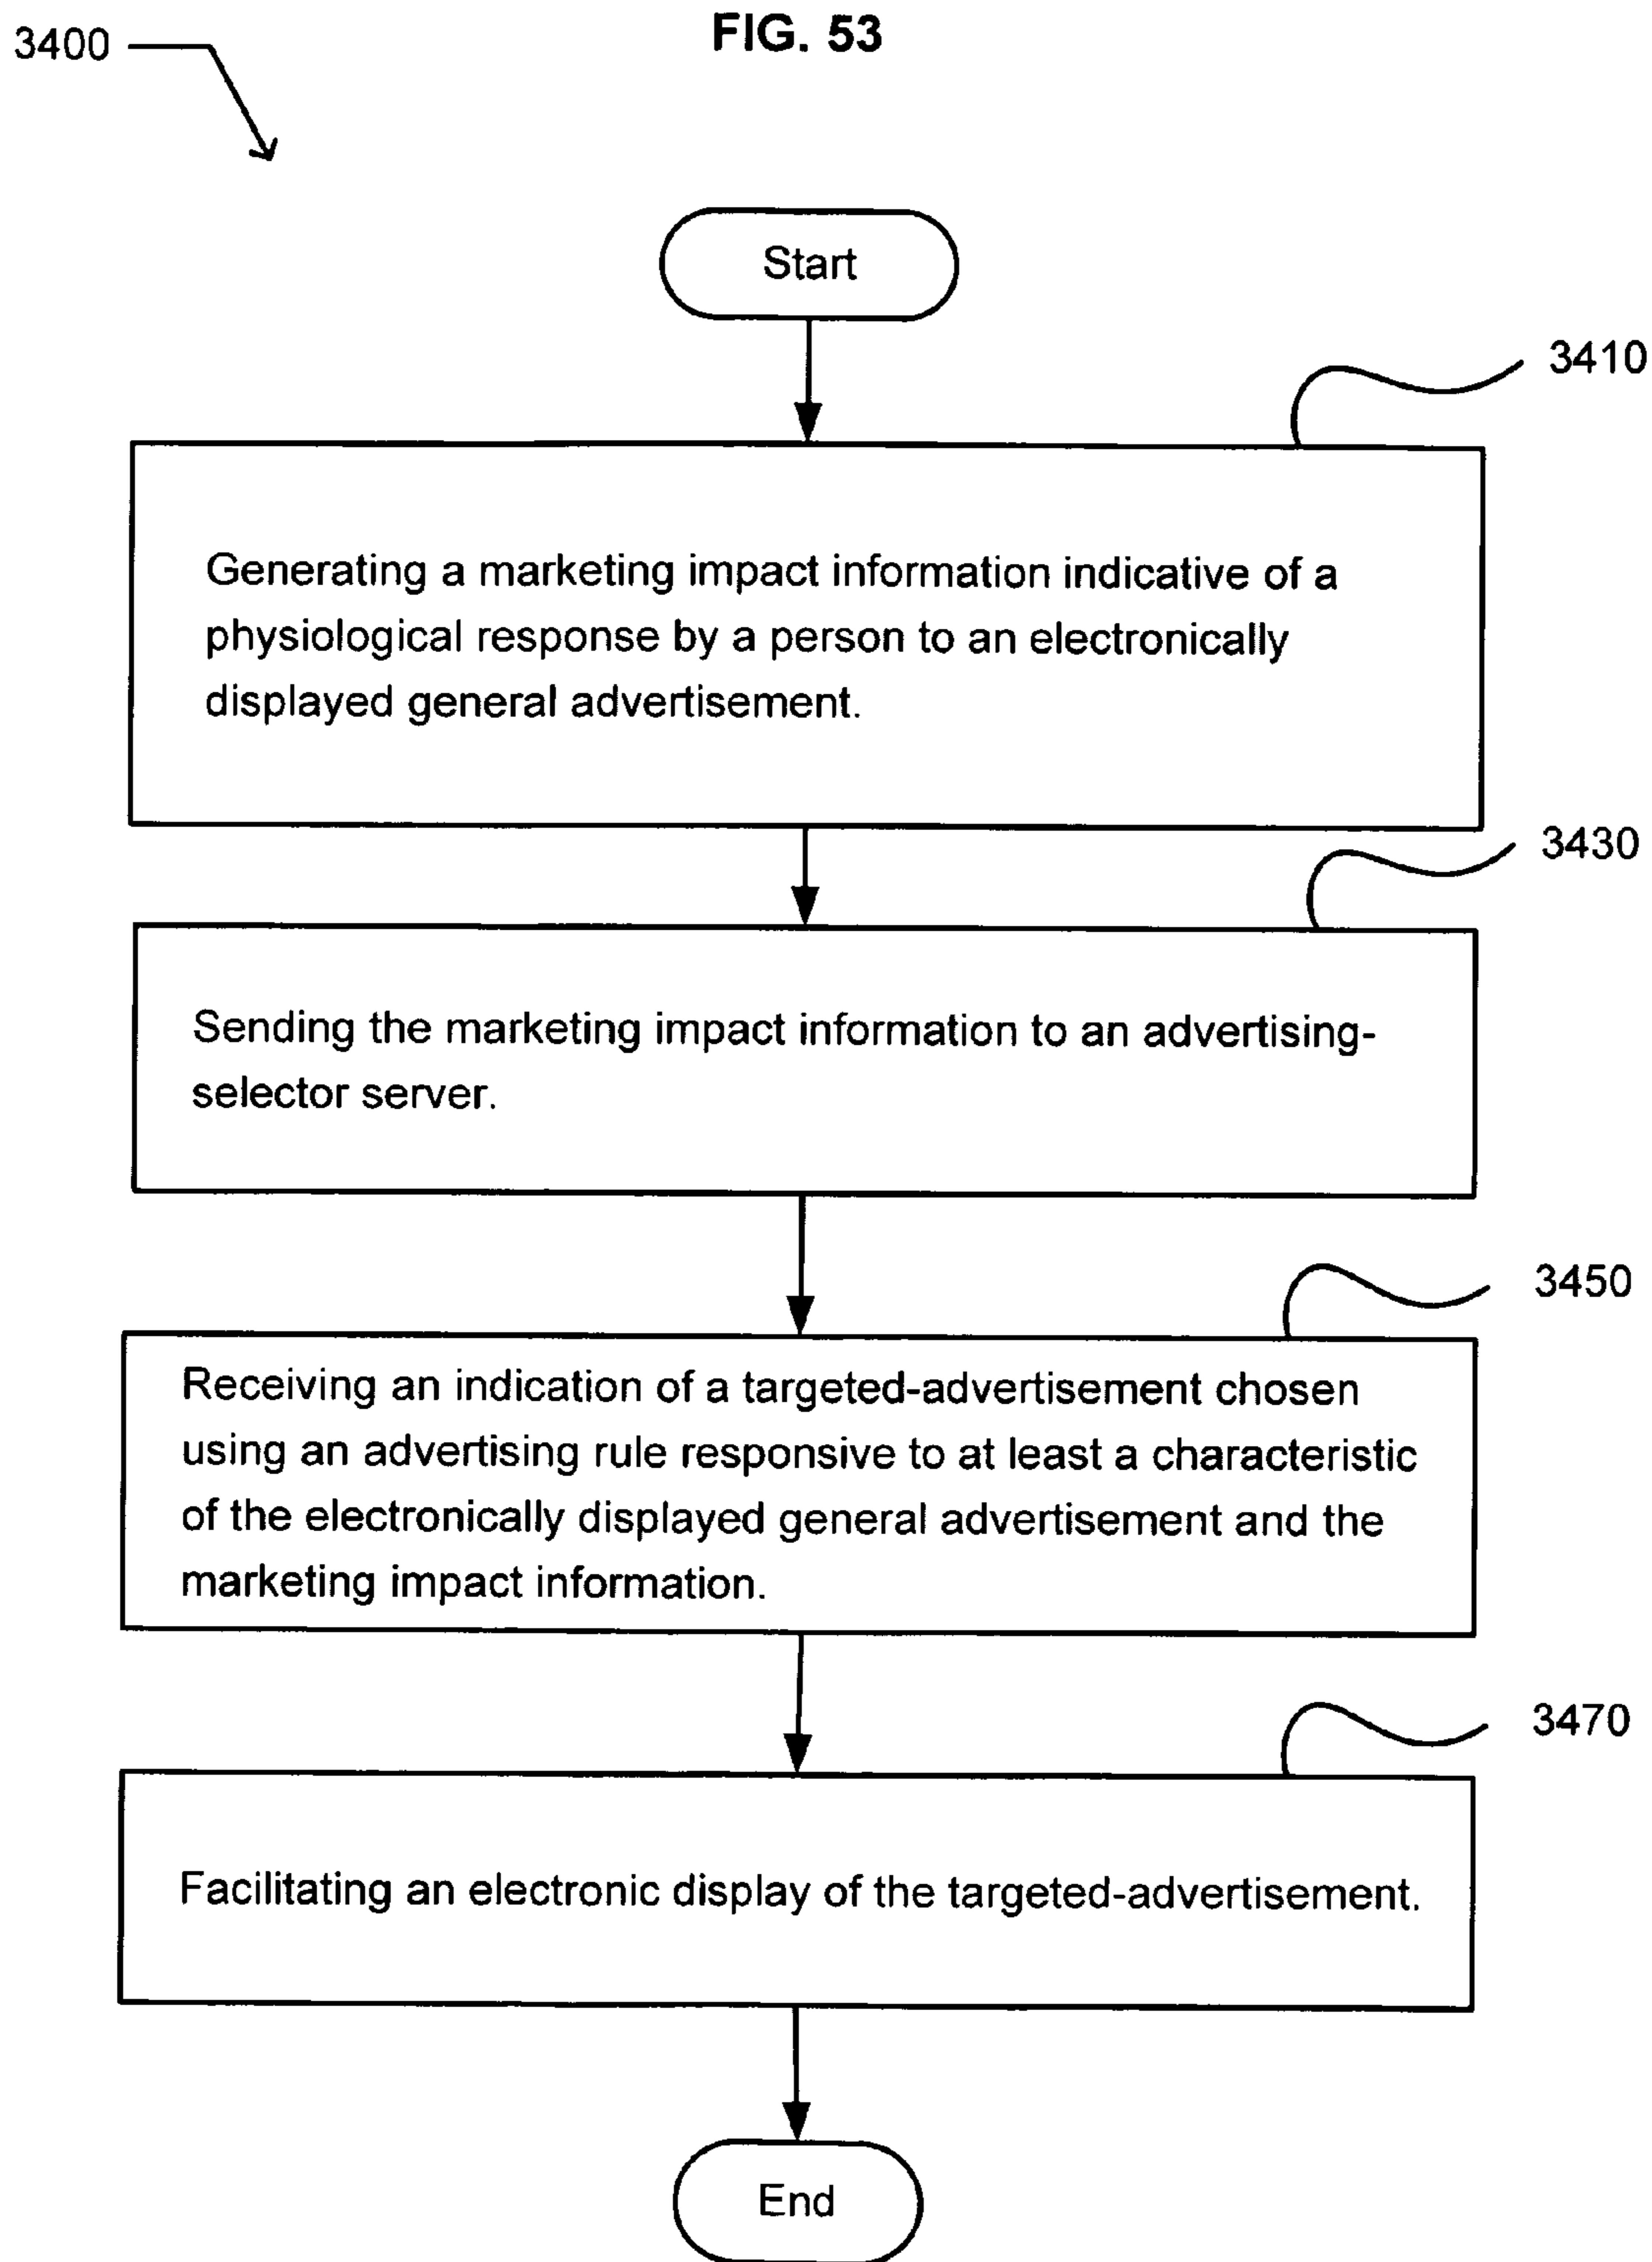 FIG. 53
3400
Start
3410
Generating a marketing impact information indicative of a
physiological response by a person to an electronically
displayed general advertisement.
3430
Sending the marketing impact information to an advertising-
selector server.
3450
Receiving an indication of a targeted-advertisement chosen
using an advertising rule responsive to at least a characteristic
of the electronically displayed general advertisement and the
marketing impact information.
3470
Facilitating an electronic display of the targeted-advertisement.
End